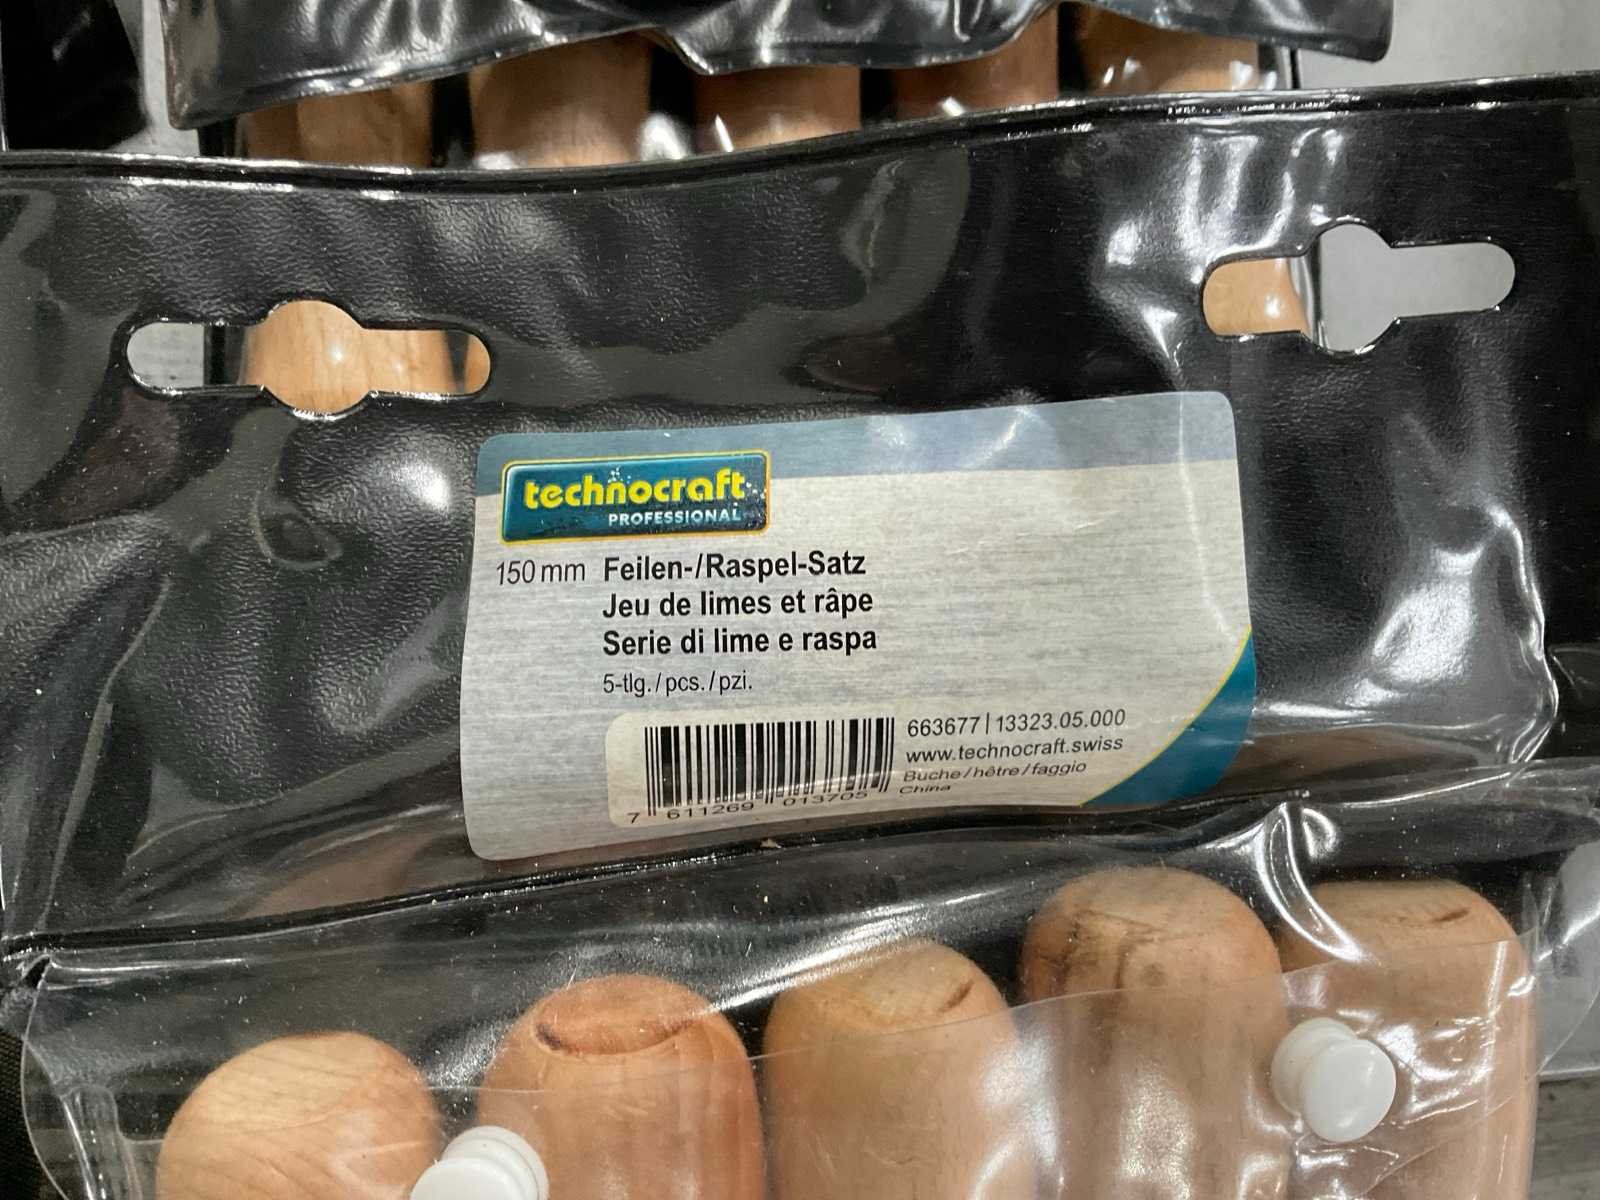 technocraft
PROFESSIONAL
150 mm Feilen-/Raspel-Satz
Jeu de limes et râpe
Serie di lime e raspa
5-tlg./pcs./pzi.
663677|13323.05.000
www.technocraft.swiss
Buche/hêtre/faggio
China
7 611269 013705